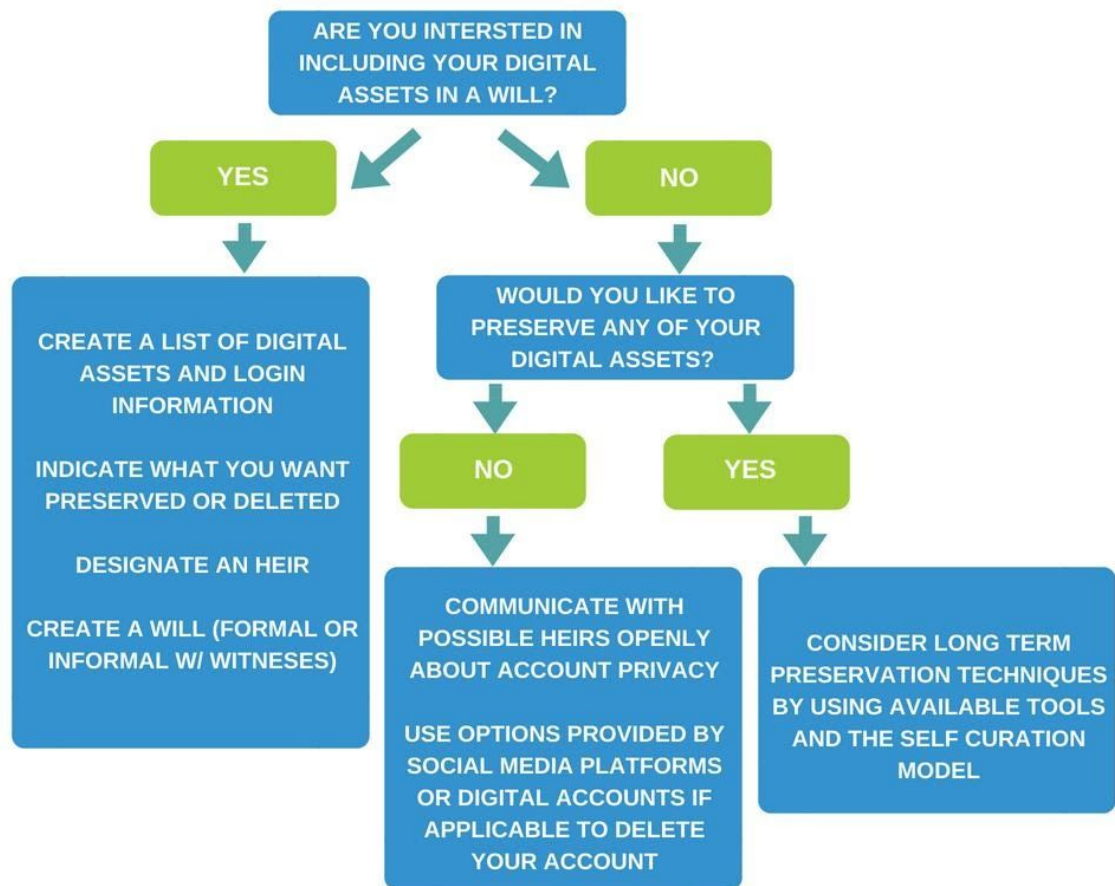 ARE YOU INTERSTED IN
INCLUDING YOUR DIGITAL
ASSETS IN A WILL?
YES
NO
CREATE A LIST OF DIGITAL
ASSETS AND LOGIN
INFORMATION
INDICATE WHAT YOU WANT
PRESERVED OR DELETED
DESIGNATE AN HEIR
CREATE A WILL (FORMAL OR
INFORMAL W/ WITNESES)
WOULD YOU LIKE TO
PRESERVE ANY OF YOUR
DIGITAL ASSETS?
NO
YES
COMMUNICATE WITH
POSSIBLE HEIRS OPENLY
ABOUT ACCOUNT PRIVACY
USE OPTIONS PROVIDED BY
SOCIAL MEDIA PLATFORMS
OR DIGITAL ACCOUNTS IF
APPLICABLE TO DELETE
YOUR ACCOUNT
CONSIDER LONG TERM
PRESERVATION TECHNIQUES
BY USING AVAILABLE TOOLS
AND THE SELF CURATION
MODEL